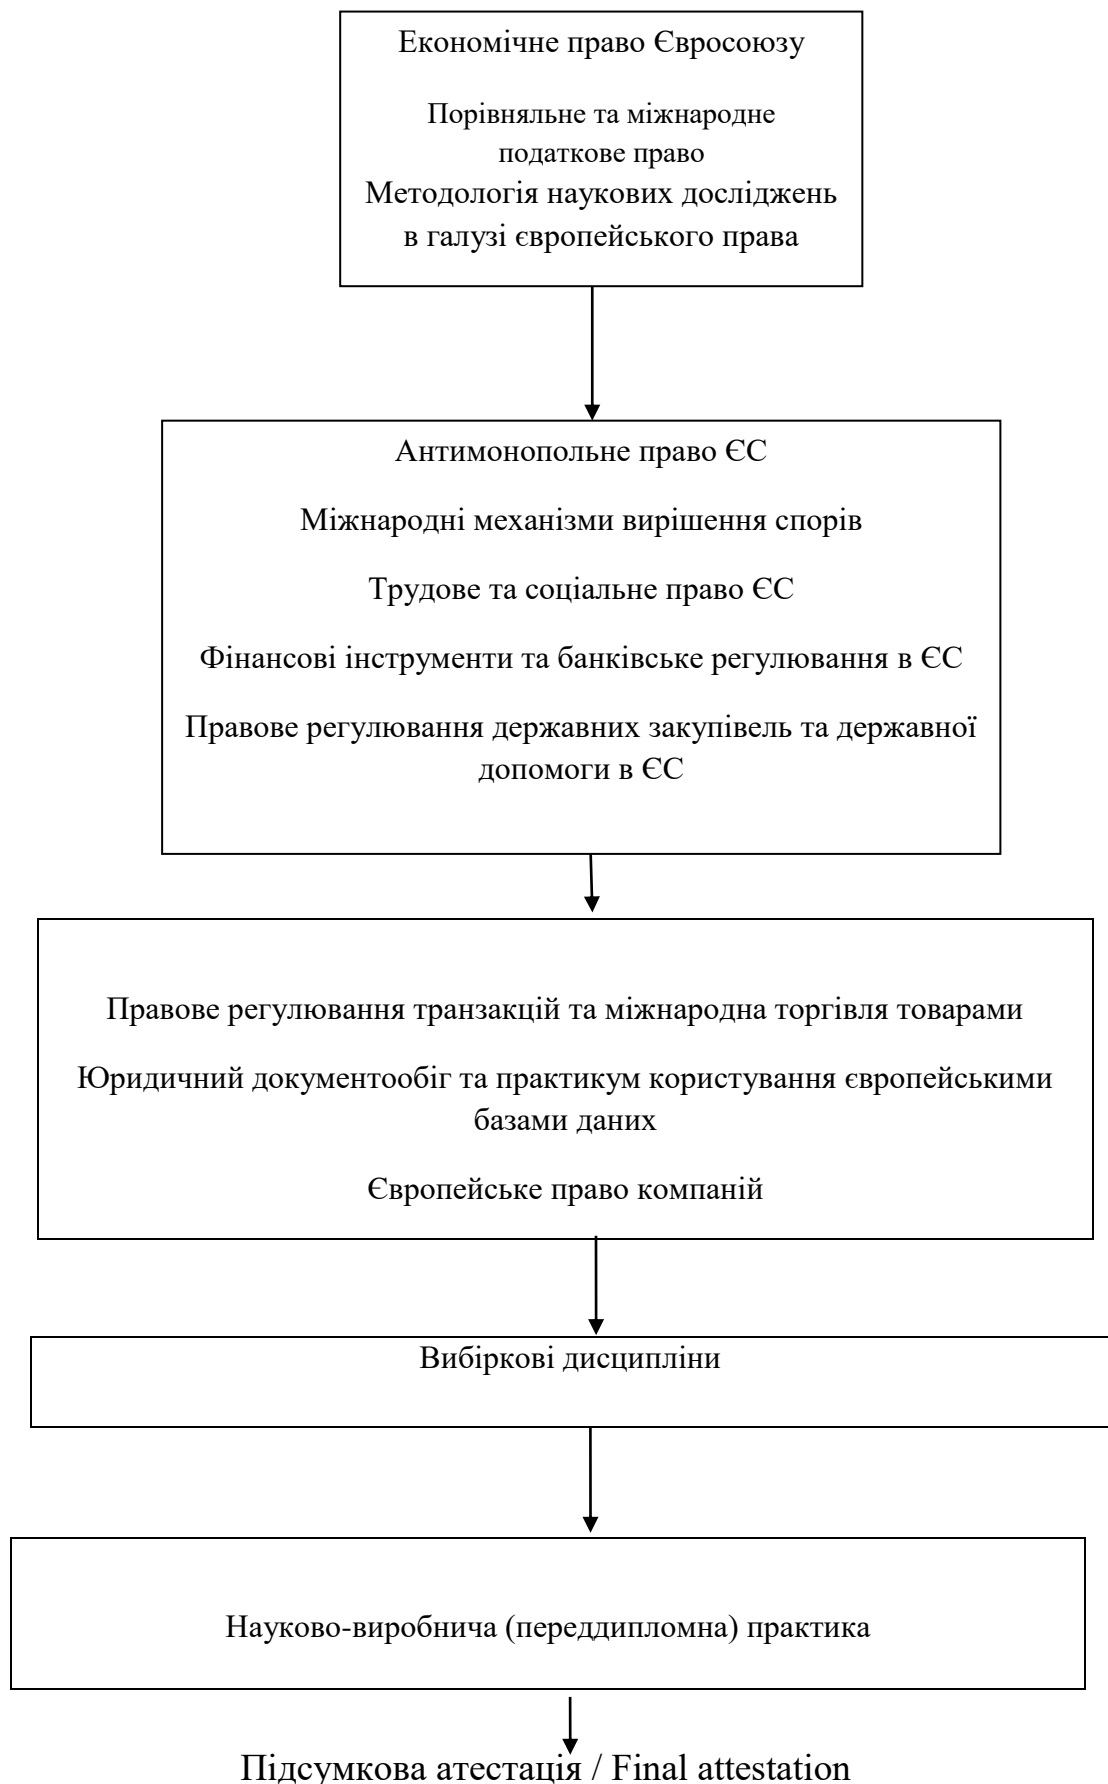 Економічне право Євросоюзу
Порівняльне та міжнародне
податкове право
Методологія наукових досліджень
в галузі європейського права
Антимонопольне право ЄС
Міжнародні механізми вирішення спорів
Трудове та соціальне право ЄС
Фінансові інструменти та банківське регулювання в ЄС
Правове регулювання державних закупівель та державної
допомоги в ЄС
Правове регулювання транзакцій та міжнародна торгівля товарами
Юридичний документообіг та практикум користування європейськими
базами даних
Європейське право компаній
Вибіркові дисципліни
Науково-виробнича (переддипломна) практика
Підсумкова атестація / Final attestation